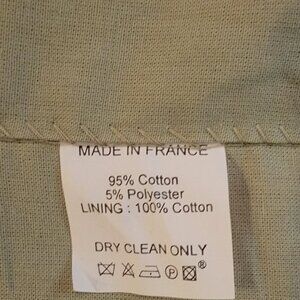 MADE IN FRANCE
95% Cotton
5% Polyester
LINING : 100% Cotton
DRY CLEAN ONLY
P ®